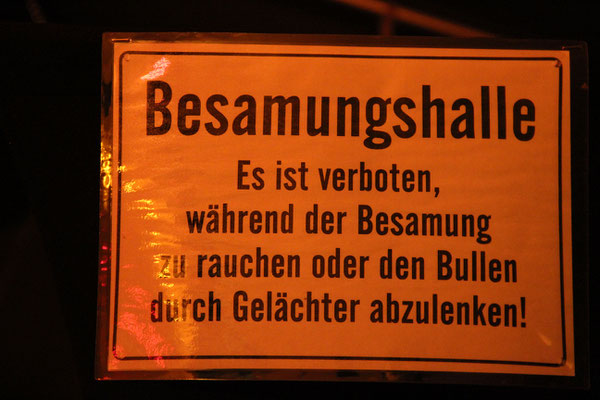 Besamungshalle
Es ist verboten,
während der Besamung
zu rauchen oder den Bullen
durch Gelächter abzulenken!